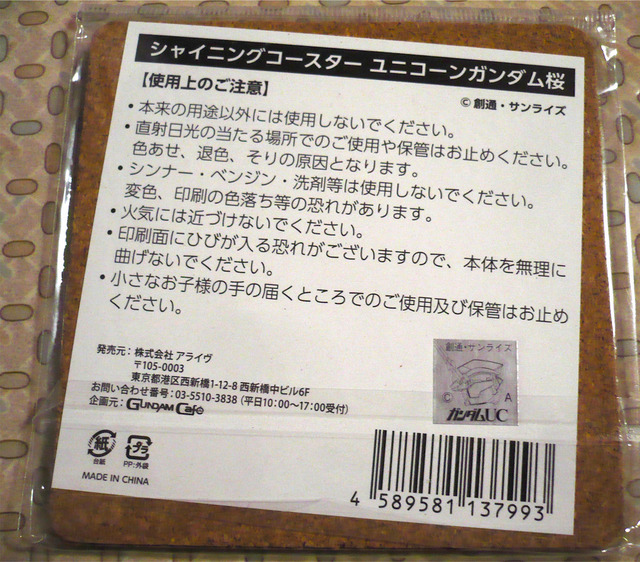 シャイニングコースター ユニコーンガンダム桜
【使用上のご注意】
© 創通・サンライズ
・本来の用途以外には使用しないでください。
・直射日光の当たる場所でのご使用や保管はお止めください。
色あせ、退色、そりの原因となります。
・シンナー・ベンジン・洗剤等は使用しないでください。
変色、印刷の色落ち等の恐れがあります。
・火気には近づけないでください。
・印刷面にひびが入る恐れがございますので、本体を無理に
曲げないでください。
・小さなお子様の手の届くところでのご使用及び保管はお止め
ください。
発売元：株式会社 アライヴ
〒105-0003
東京都港区西新橋1-12-8 西新橋中ビル6F
お問い合わせ番号：03-5510-3838（平日10:00〜17:00受付）
企画元：GUNDAM Café
創通・サンライズ
© A
ガンダムUC
紙
台紙
プラ
PP:外袋
MADE IN CHINA
4 589581 137993